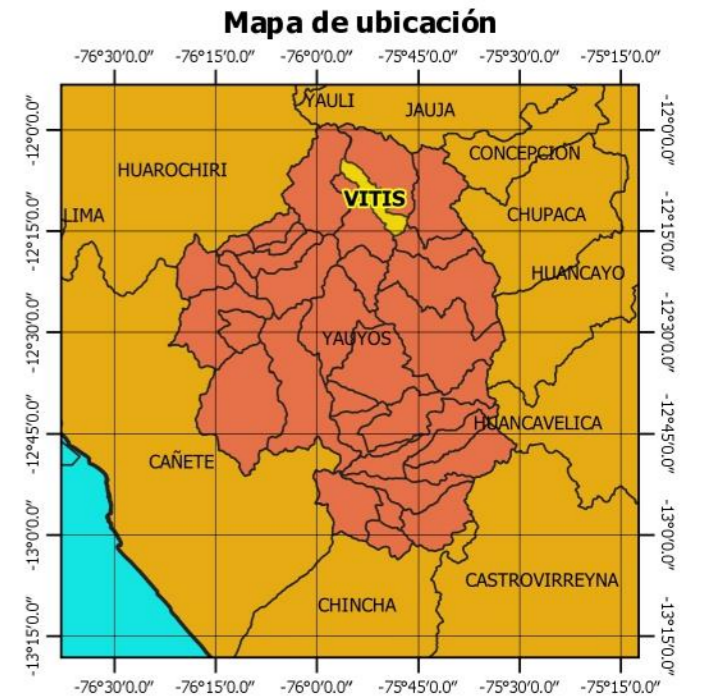 Mapa de ubicación
-76°30'0.0" -76°15'0.0" -76°0'0.0" -75°45'0.0" -75°30'0.0" -75°15'0.0"
YAULI
JAUJA
-12°0'0.0" -12°0'0.0"
CONCEPCIÓN
HUAROCHIRI
VITIS
LIMA
CHUPACA
-12°15'0.0" -12°15'0.0"
HUANCAYO
-12°30'0.0" -12°30'0.0"
YAUYOS
HUANCAVELICA
-12°45'0.0" -12°45'0.0"
CAÑETE
-13°0'0.0" -13°0'0.0"
CASTROVIRREYNA
CHINCHA
-13°15'0.0" -13°15'0.0"
-76°30'0.0" -76°15'0.0" -76°0'0.0" -75°45'0.0" -75°30'0.0" -75°15'0.0"